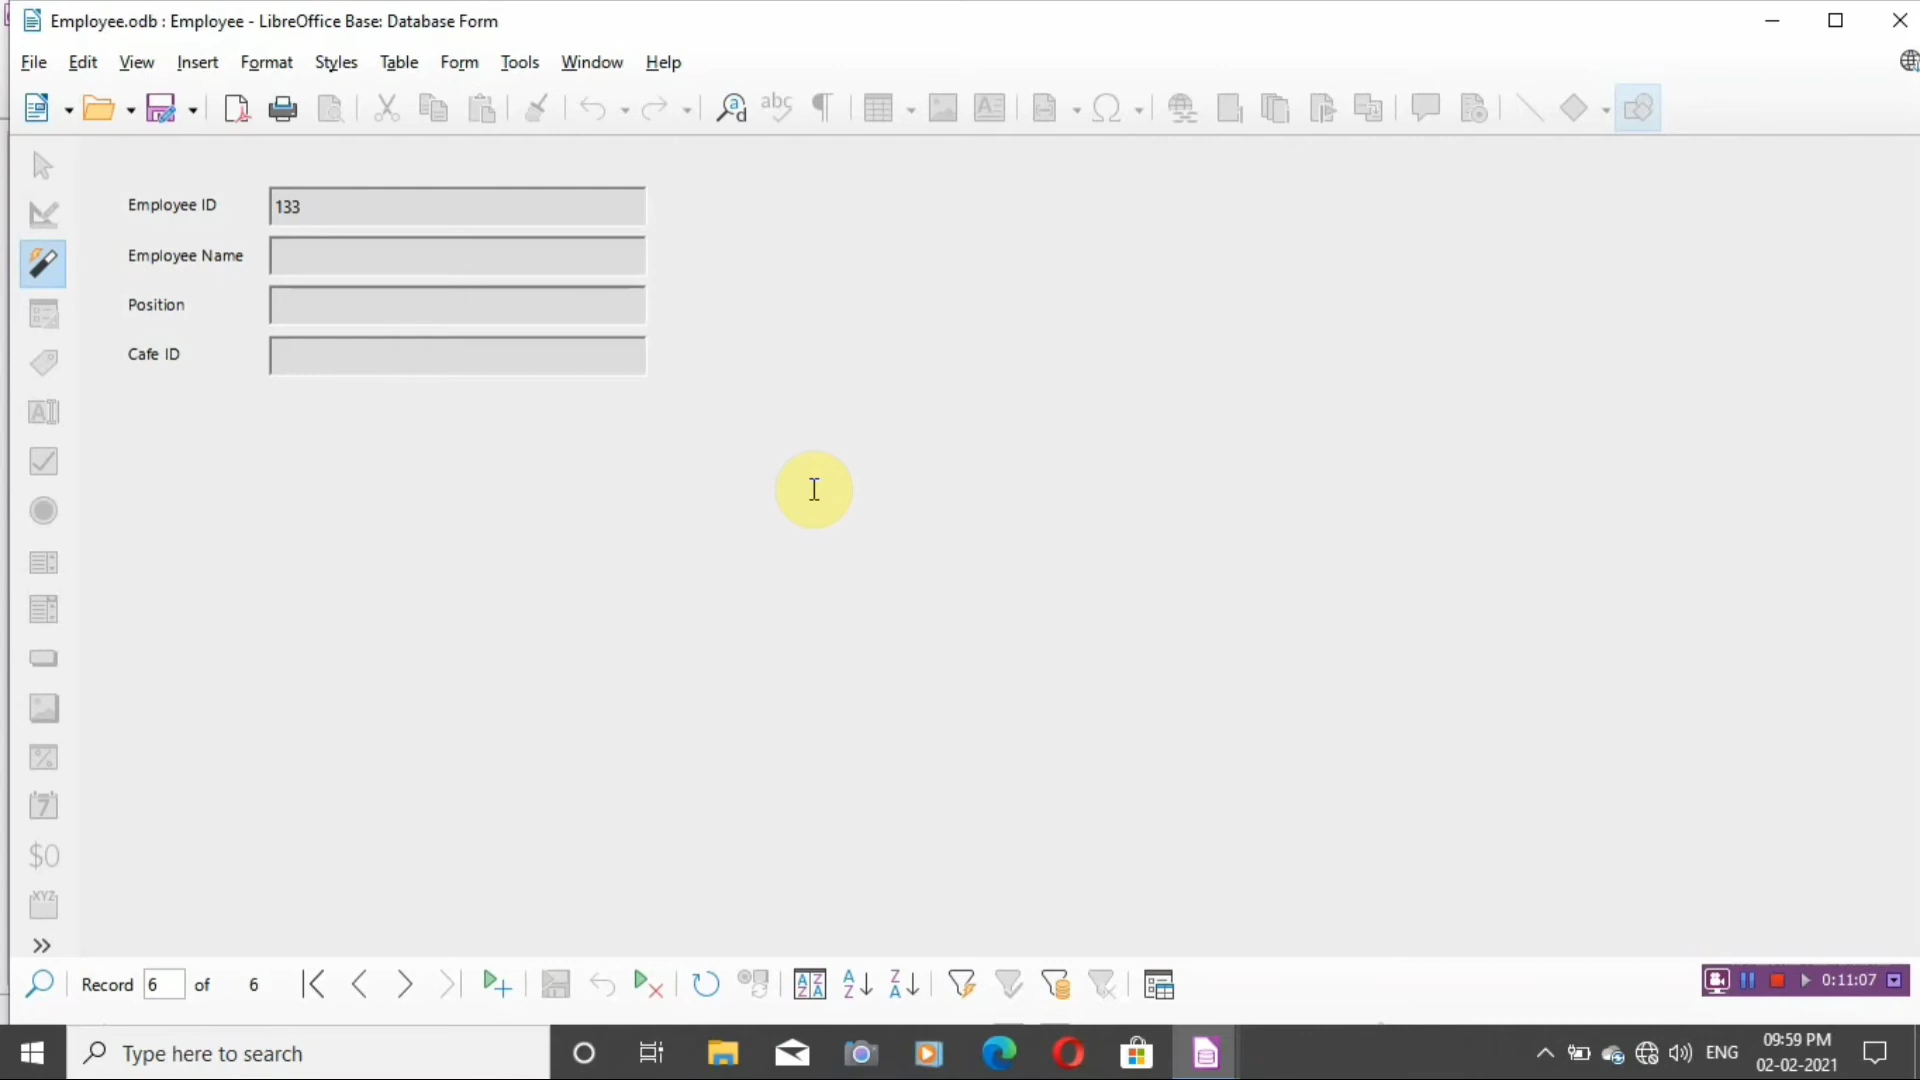 Employee.odb : Employee - LibreOffice Base: Database Form
File Edit View Insert Format Styles Table Form Tools Window Help
Employee ID 133
Employee Name
Position
Cafe ID
Record 6 of 6
0:11:07
Type here to search
ENG
09:59 PM
02-02-2021